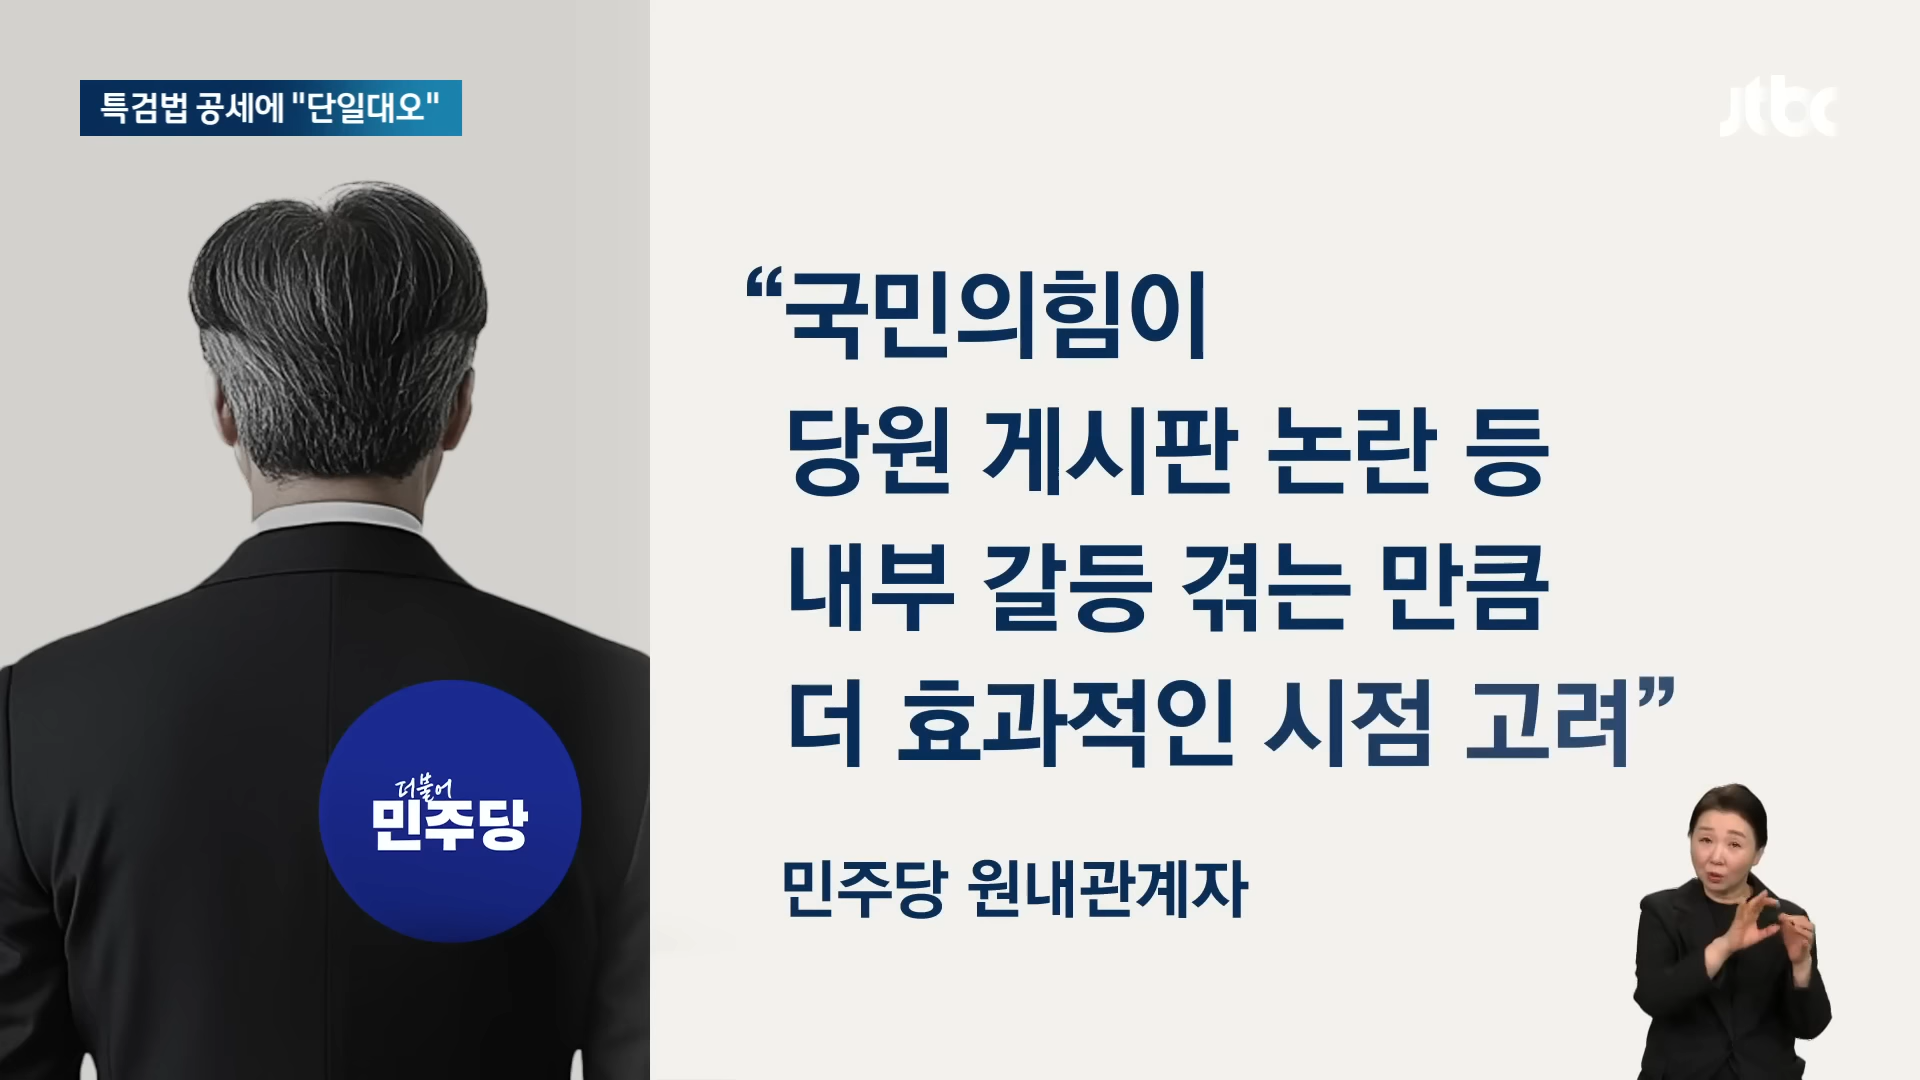 특검법 공세에 "단일대오"
jtbc
“국민의힘이
당원 게시판 논란 등
내부 갈등 겪는 만큼
더 효과적인 시점 고려”
더불어
민주당
민주당 원내관계자